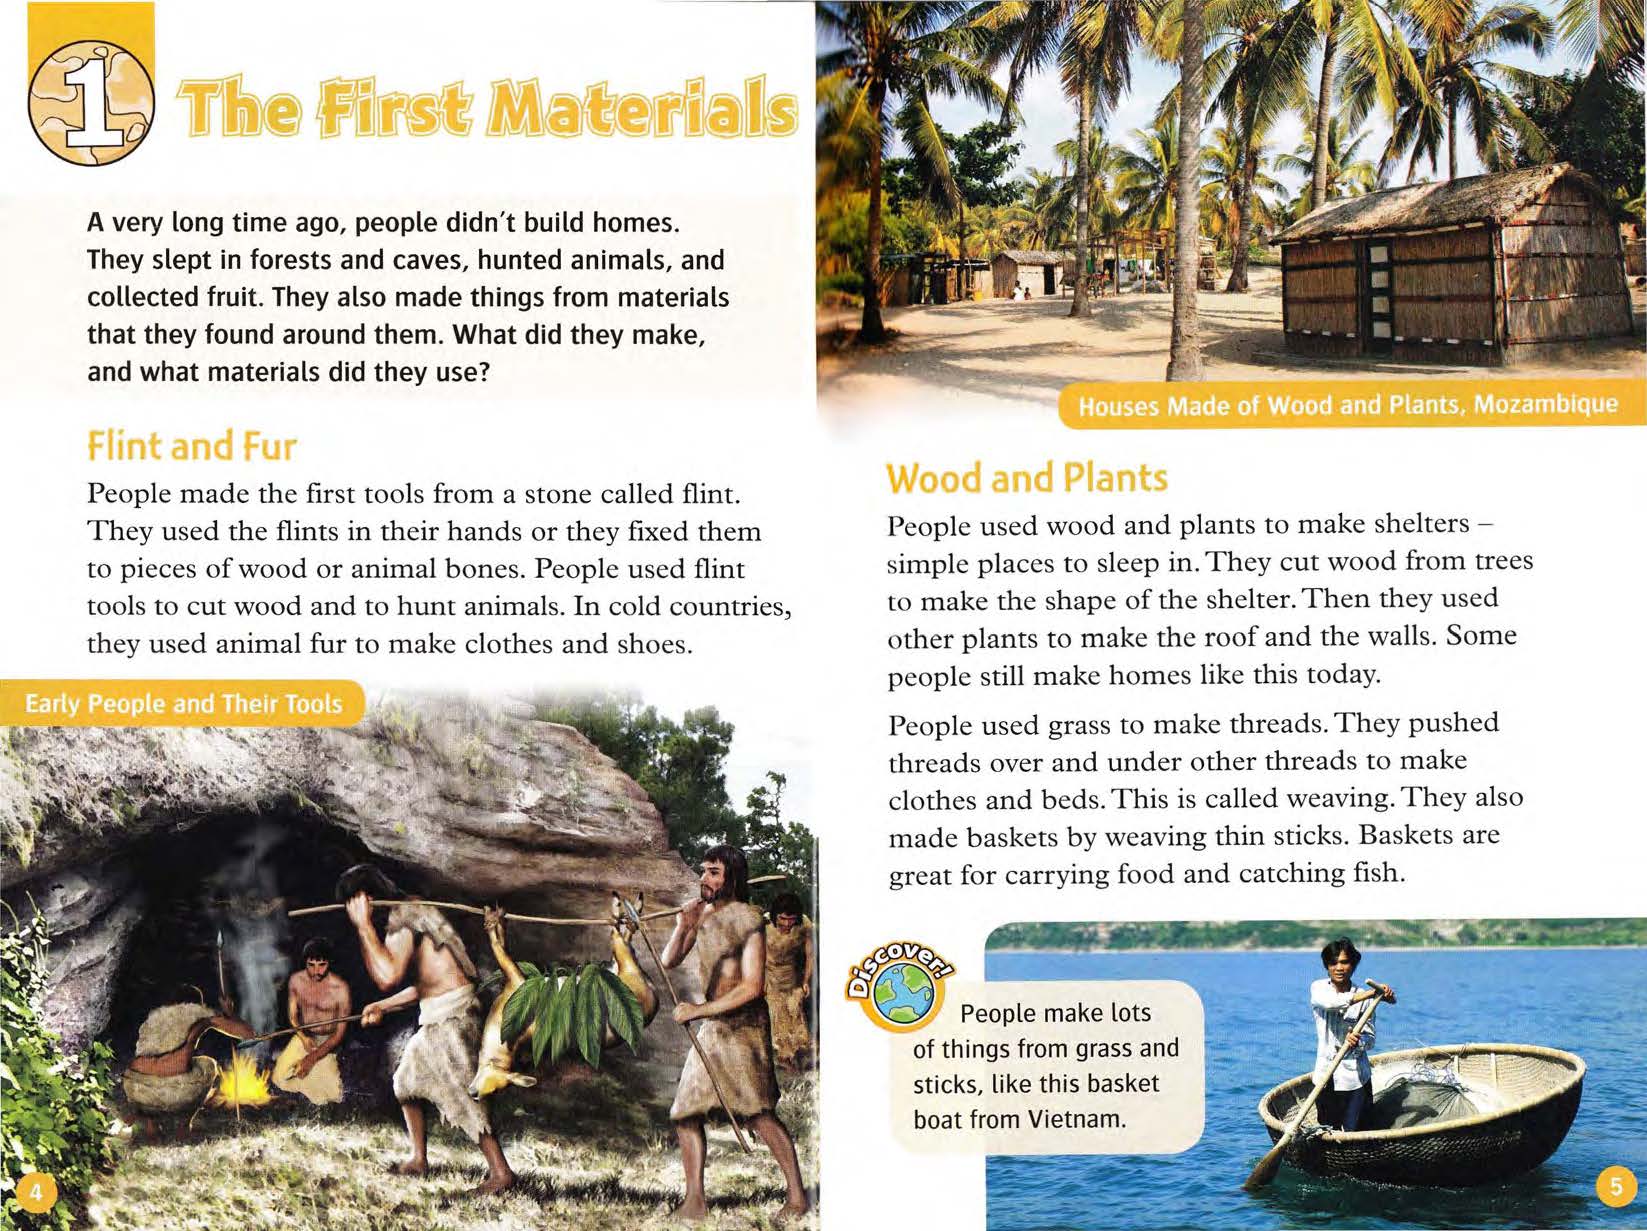 1
The First Materials
A very long time ago, people didn't build homes.
They slept in forests and caves, hunted animals, and
collected fruit. They also made things from materials
that they found around them. What did they make,
and what materials did they use?
Flint and Fur
People made the first tools from a stone called flint.
They used the flints in their hands or they fixed them
to pieces of wood or animal bones. People used flint
tools to cut wood and to hunt animals. In cold countries,
they used animal fur to make clothes and shoes.
Early People and Their Tools
4
Houses Made of Wood and Plants, Mozambique
Wood and Plants
People used wood and plants to make shelters –
simple places to sleep in. They cut wood from trees
to make the shape of the shelter. Then they used
other plants to make the roof and the walls. Some
people still make homes like this today.
People used grass to make threads. They pushed
threads over and under other threads to make
clothes and beds. This is called weaving. They also
made baskets by weaving thin sticks. Baskets are
great for carrying food and catching fish.
Discover!
People make lots
of things from grass and
sticks, like this basket
boat from Vietnam.
5